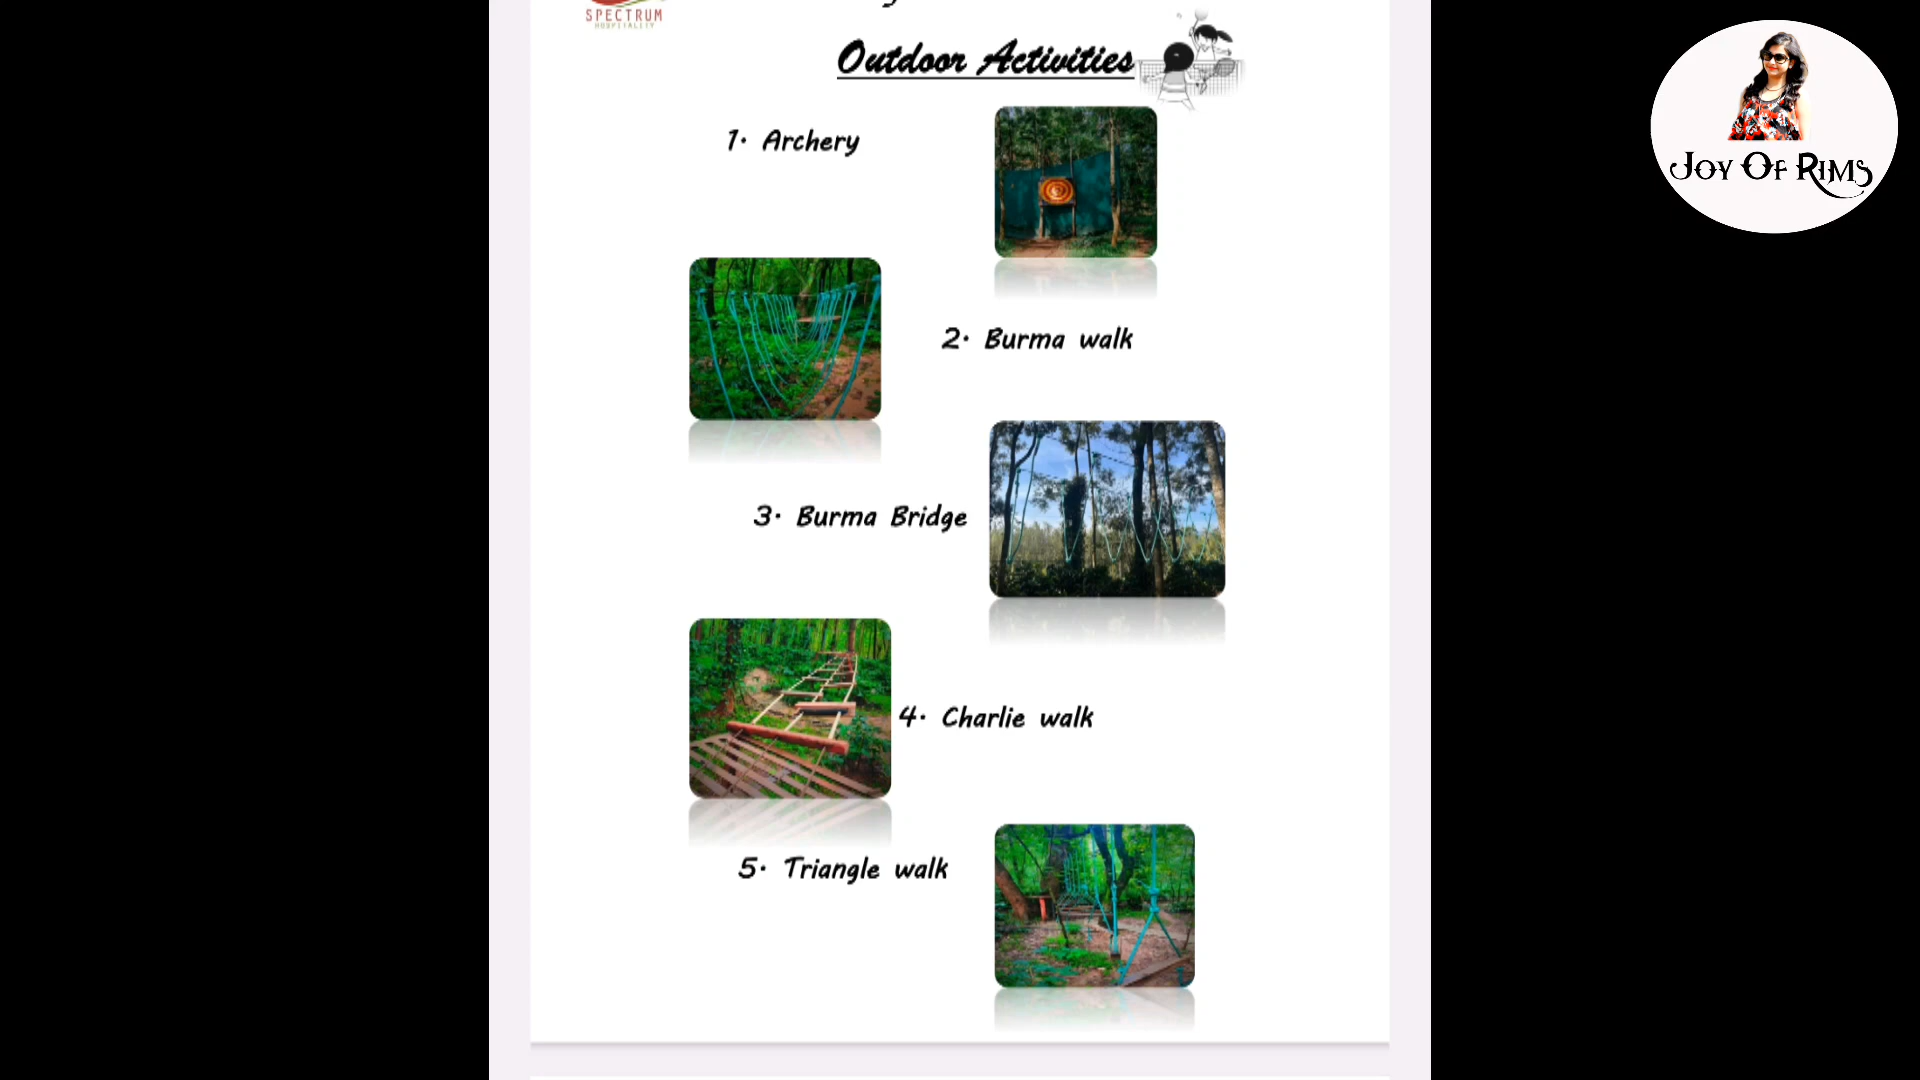 SPECTRUM
HOSPITALITY
Outdoor Activities
JOY OF RIMS
1. Archery
2. Burma walk
3. Burma Bridge
4. Charlie walk
5. Triangle walk